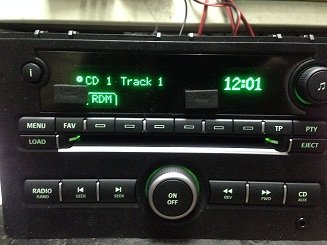 CD 1 Track 1
12:01
RDM
MENU FAV TP PTY
LOAD EJECT
RADIO BAND
SEEK
SEEK
ON OFF
REV
FWD
CD AUX